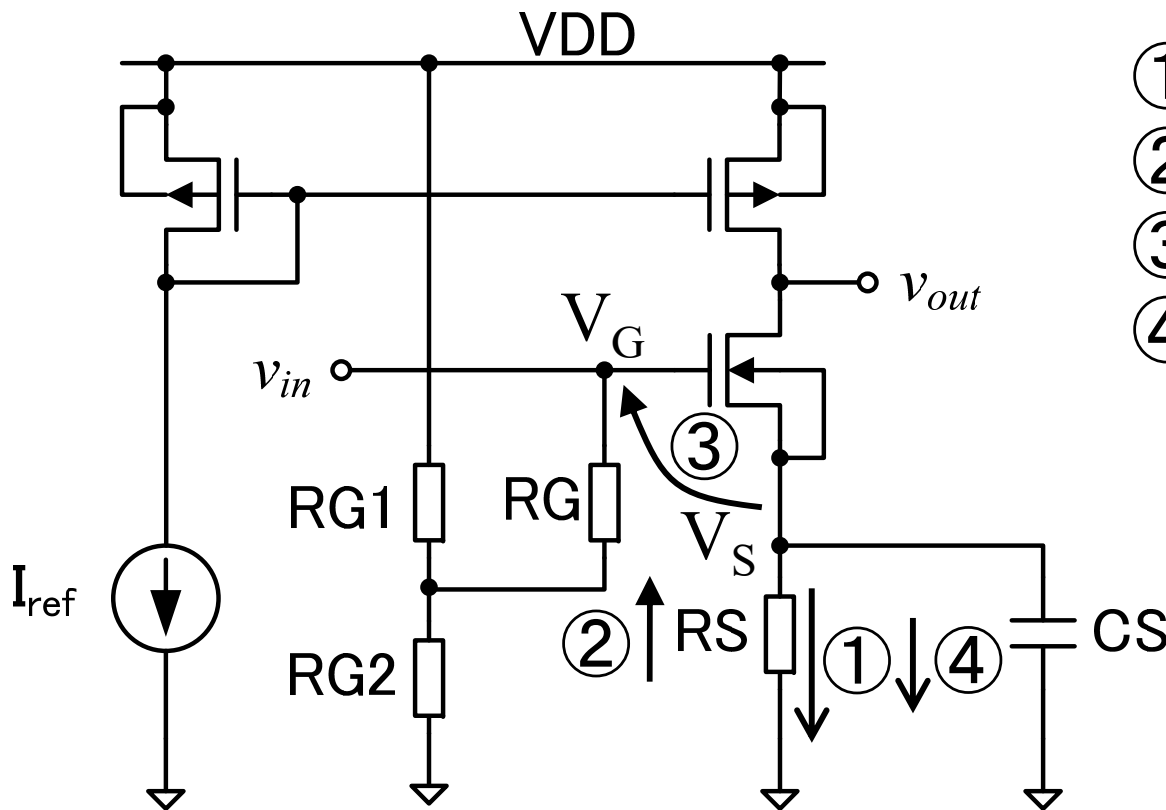 VDD
①
②
③
④
v_out
V_G
v_in
③
RG1
RG
V_S
I_ref
②
RS
①
④
CS
RG2